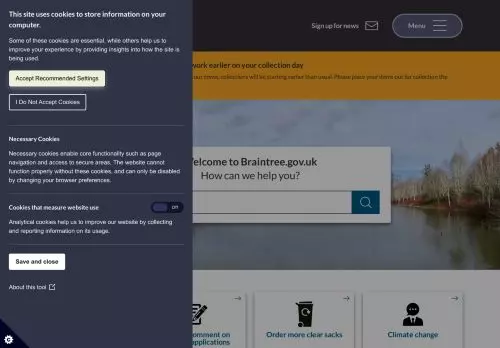 This site uses cookies to store information on your
computer.
Some of these cookies are essential, while others help us to
improve your experience by providing insights into how the site is
being used.
Accept Recommended Settings
I Do Not Accept Cookies
Necessary Cookies
Necessary cookies enable core functionality such as page
navigation and access to secure areas. The website cannot
function properly without these cookies, and can only be disabled
by changing your browser preferences.
Cookies that measure website use
on
Analytical cookies help us to improve our website by collecting
and reporting information on its usage.
Save and close
About this tool
Sign up for news
Menu
work earlier on your collection day
our crews, collections will be starting earlier than usual. Please place your items out for collection the
Welcome to Braintree.gov.uk
How can we help you?
omment on
applications
Order more clear sacks
Climate change